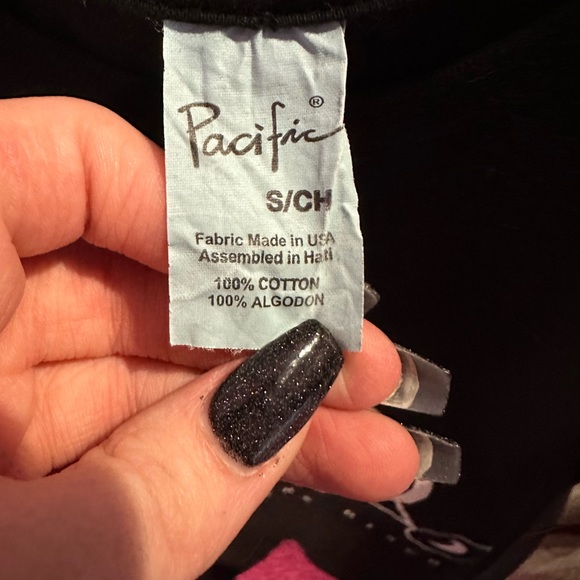 Pacific ®
S/CH
Fabric Made in USA
Assembled in Haiti
100% COTTON
100% ALGODON